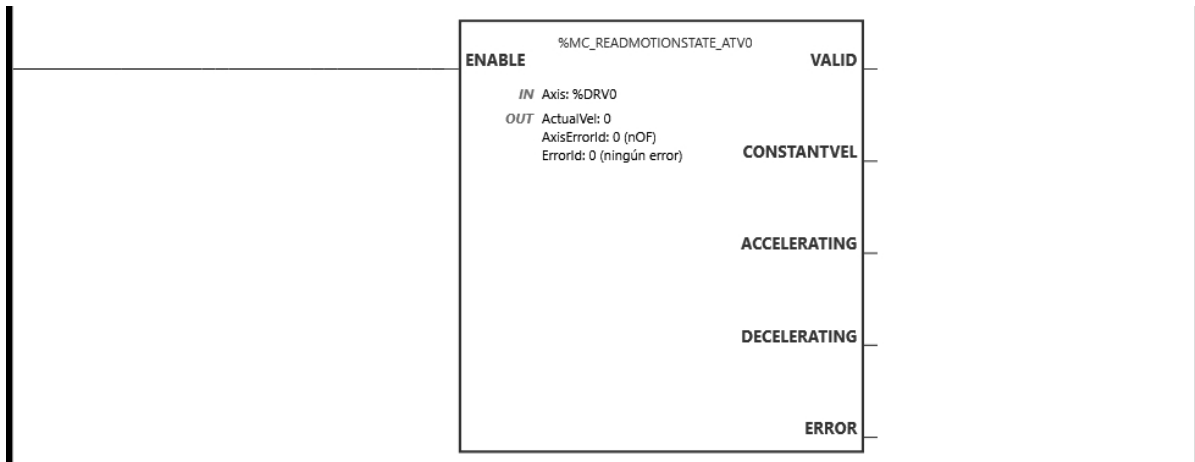 %MC_READMOTIONSTATE_ATV0
ENABLE
VALID
IN Axis: %DRV0
OUT ActualVel: 0
AxisErrorId: 0 (nOF)
ErrorId: 0 (ningún error)
CONSTANTVEL
ACCELERATING
DECELERATING
ERROR